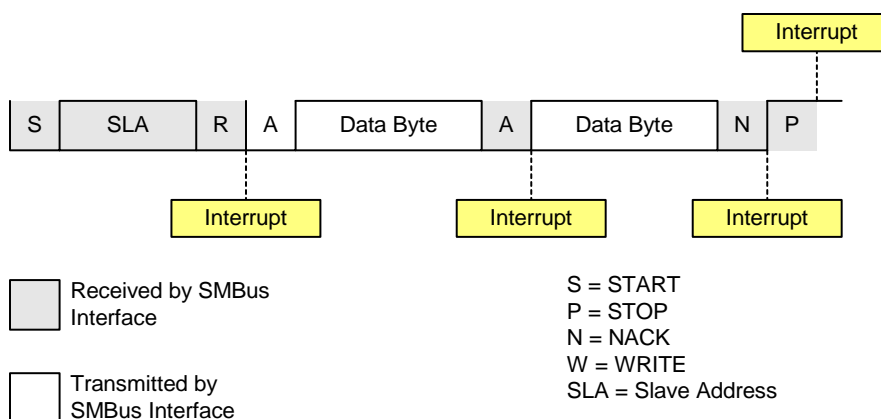 Interrupt
S SLA R A Data Byte A Data Byte N P
Interrupt Interrupt Interrupt
Received by SMBus
Interface
Transmitted by
SMBus Interface
S = START
P = STOP
N = NACK
W = WRITE
SLA = Slave Address